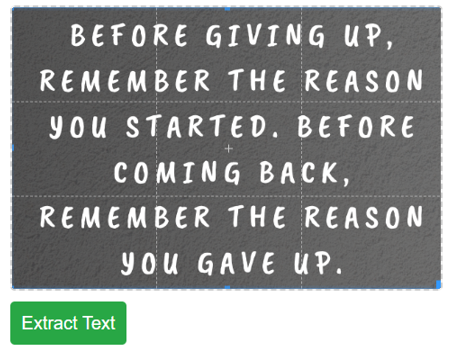 BEFORE GIVING UP,
REMEMBER THE REASON
YOU STARTED. BEFORE
COMING BACK,
REMEMBER THE REASON
YOU GAVE UP.
Extract Text